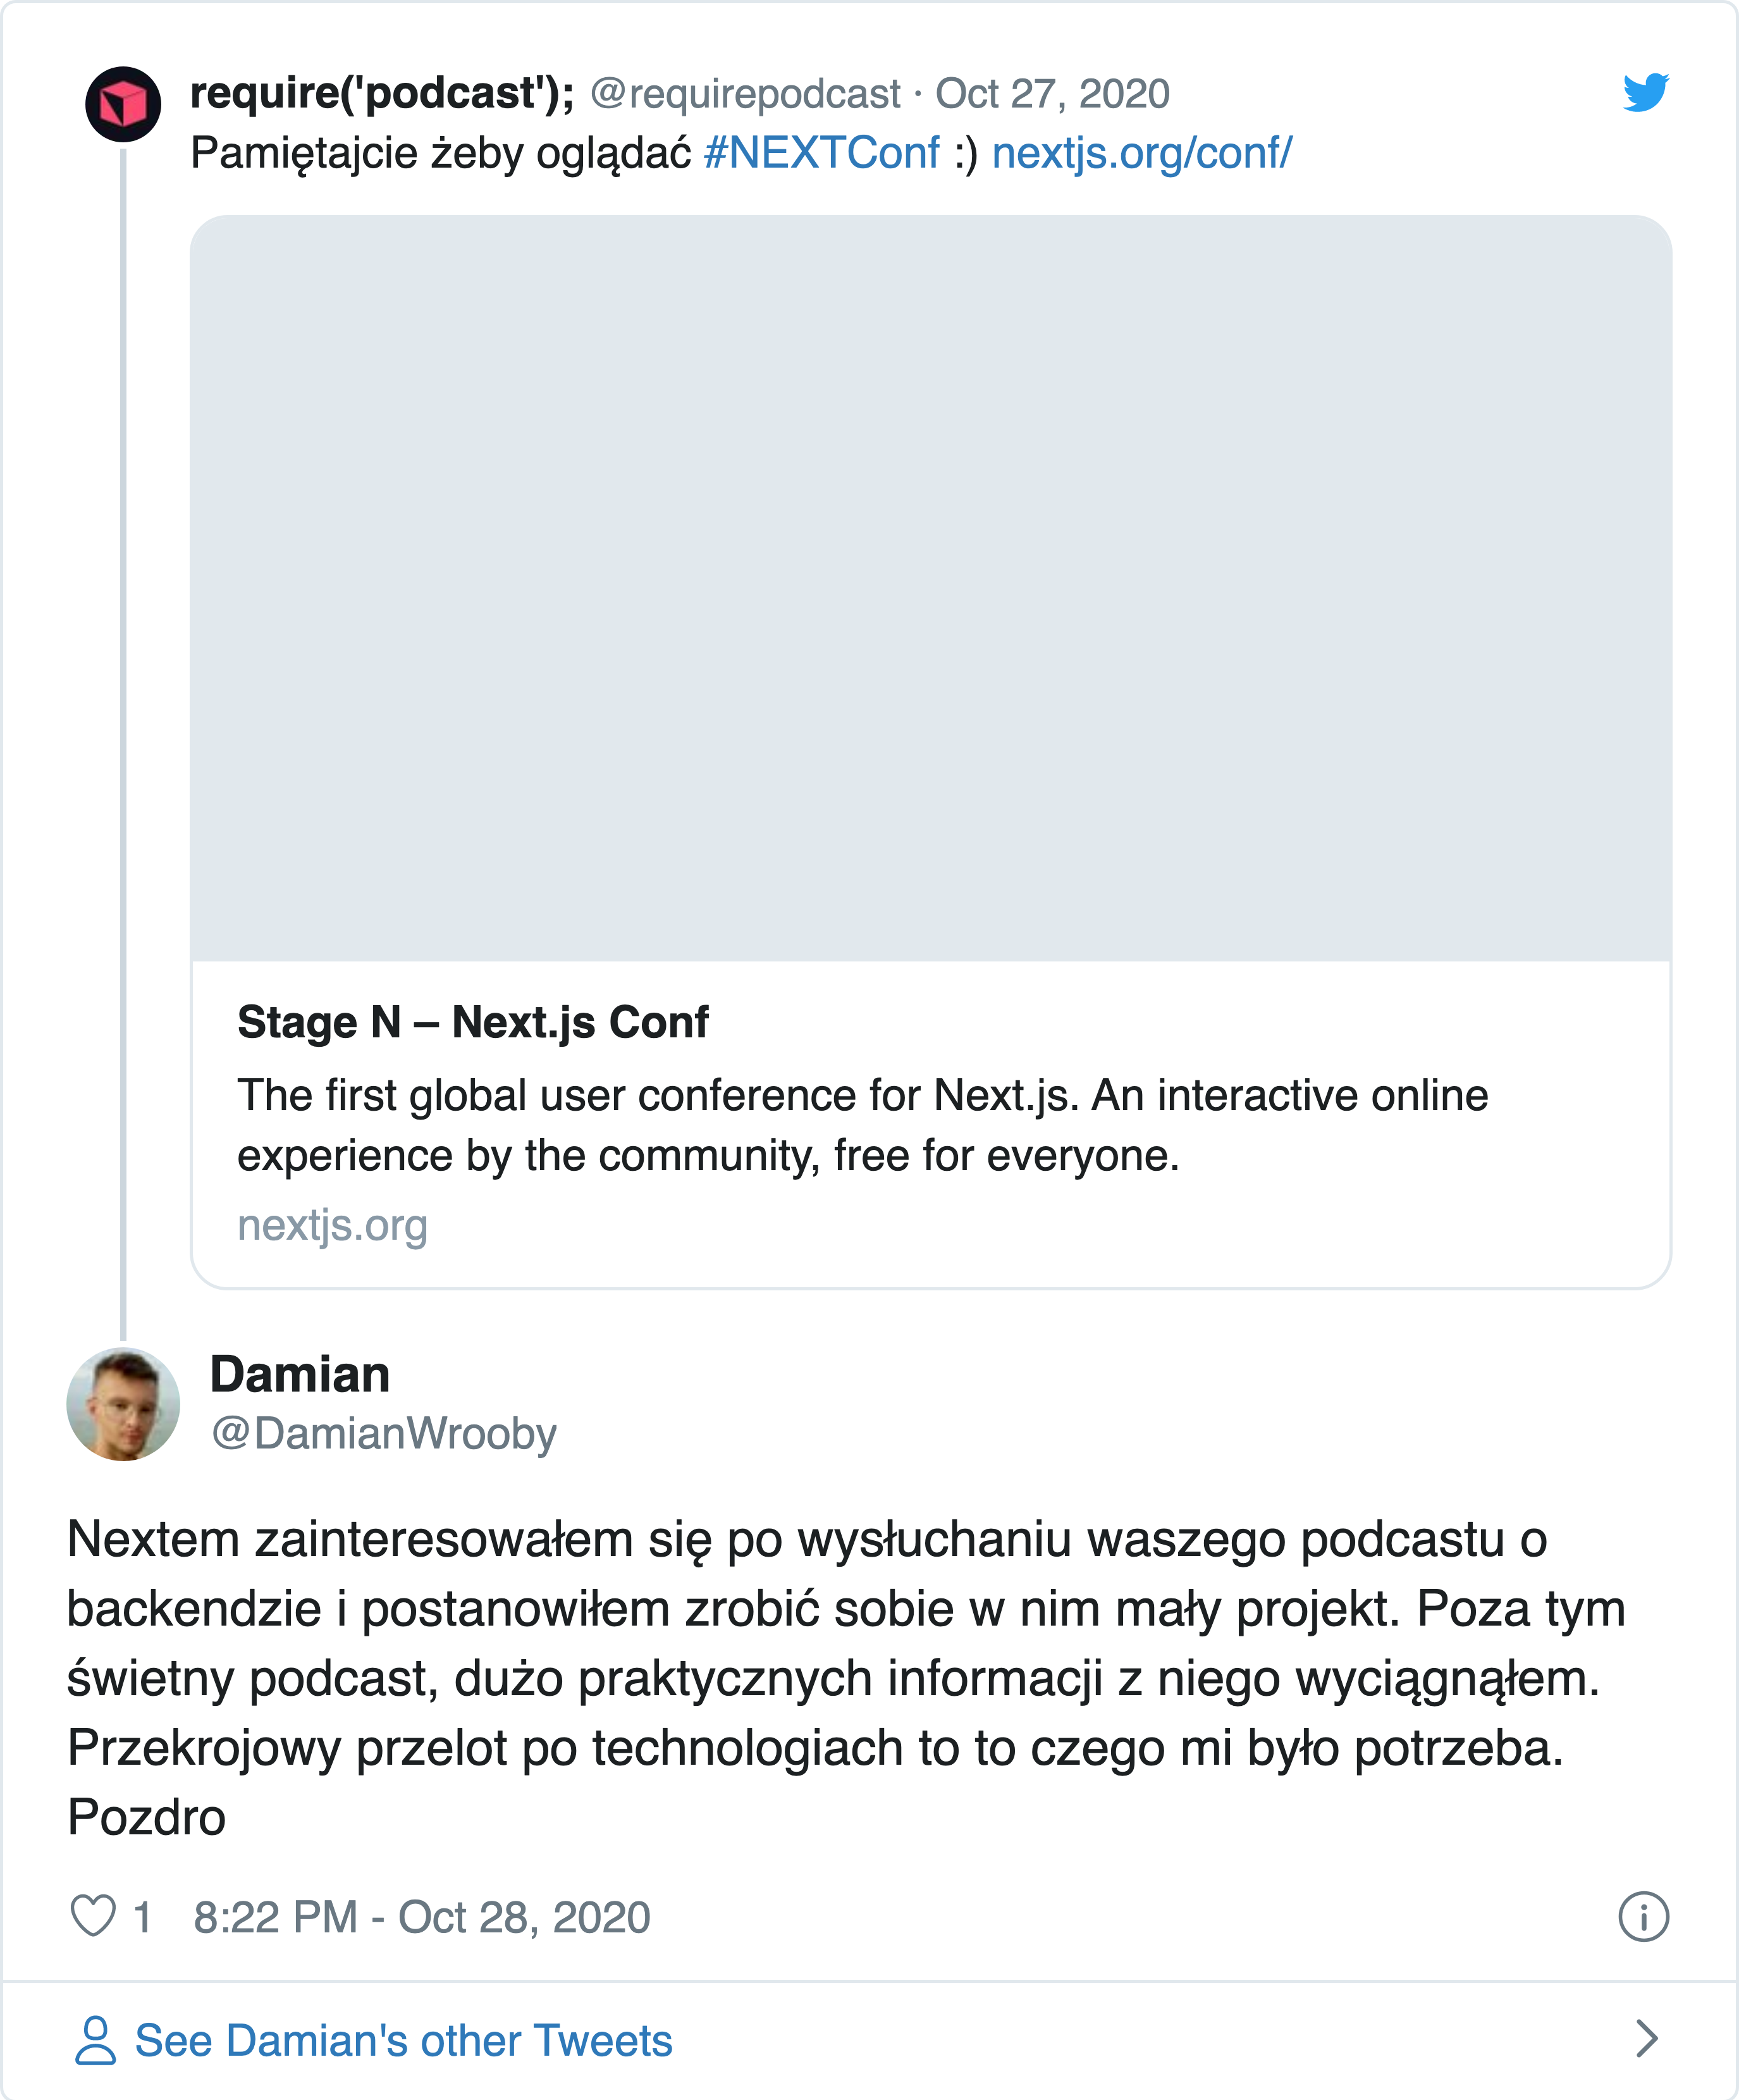 require('podcast'); @requirepodcast · Oct 27, 2020
Pamiętajcie żeby oglądać #NEXTConf :) nextjs.org/conf/
Stage N – Next.js Conf
The first global user conference for Next.js. An interactive online
experience by the community, free for everyone.
nextjs.org
Damian
@DamianWrooby
Nextem zainteresowałem się po wysłuchaniu waszego podcastu o
backendzie i postanowiłem zrobić sobie w nim mały projekt. Poza tym
świetny podcast, dużo praktycznych informacji z niego wyciągnąłem.
Przekrojowy przelot po technologiach to to czego mi było potrzeba.
Pozdro
1 8:22 PM - Oct 28, 2020
See Damian's other Tweets